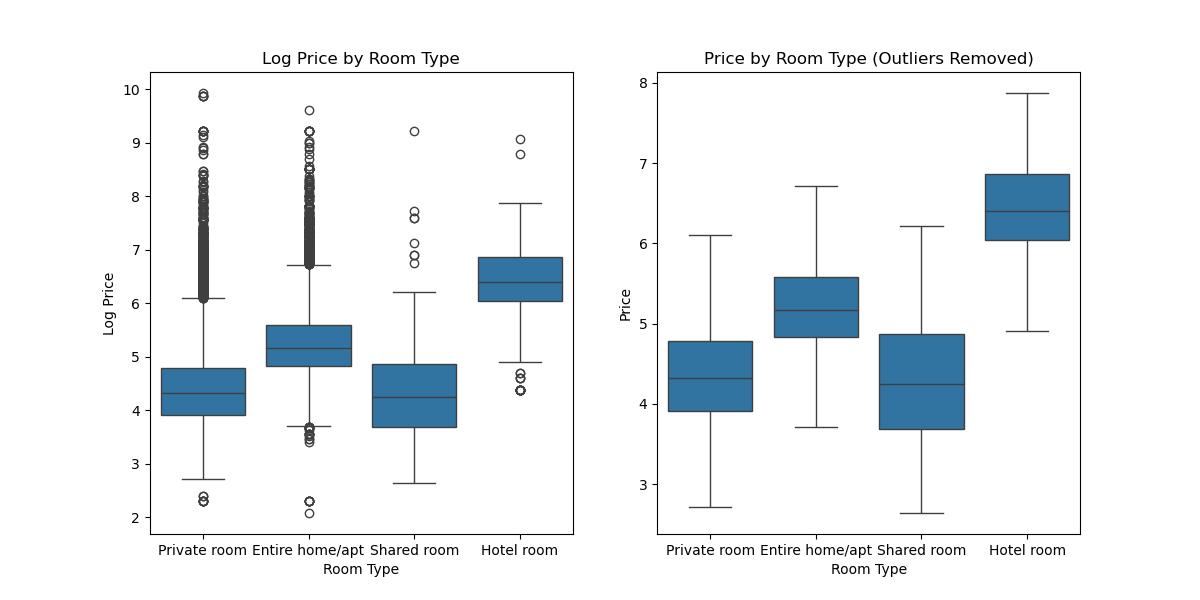 Log Price by Room Type
Log Price
10
9
8
7
6
5
4
3
2
Private room Entire home/apt Shared room Hotel room
Room Type
Price by Room Type (Outliers Removed)
Price
8
7
6
5
4
3
Private room Entire home/apt Shared room Hotel room
Room Type